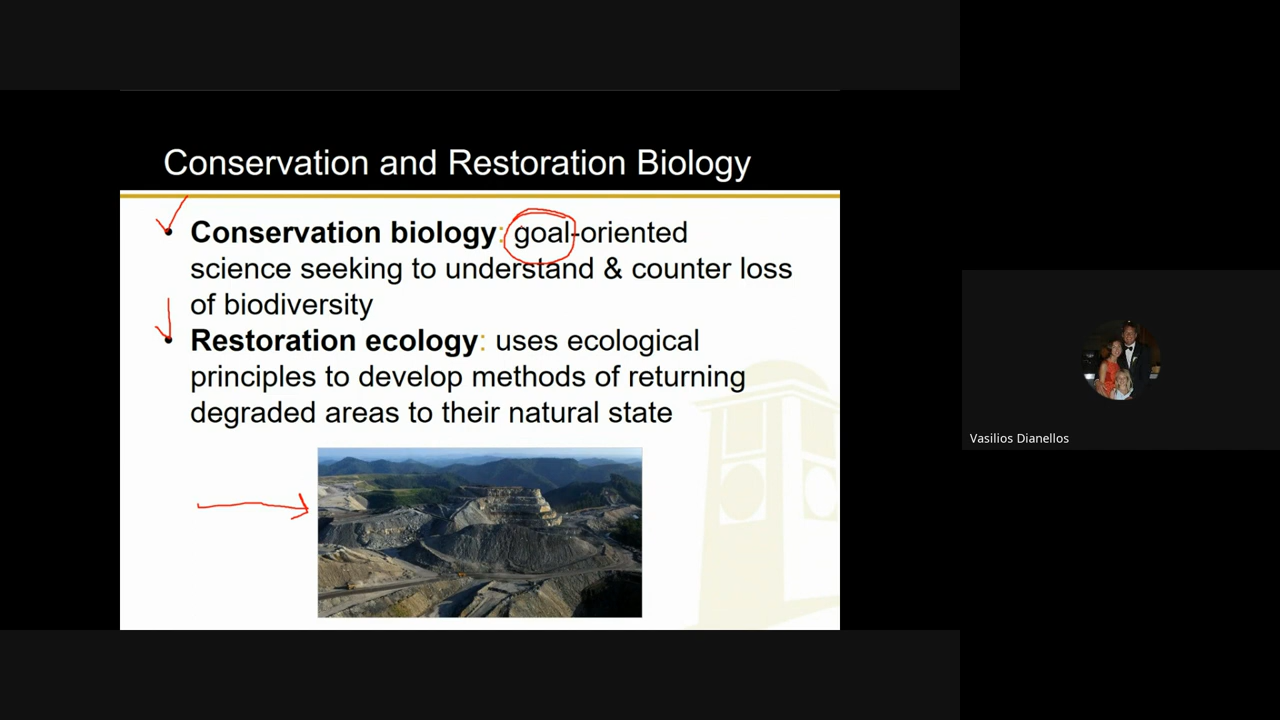 Conservation and Restoration Biology
• Conservation biology: goal-oriented
science seeking to understand & counter loss
of biodiversity
• Restoration ecology: uses ecological
principles to develop methods of returning
degraded areas to their natural state
Vasilios Dianellos